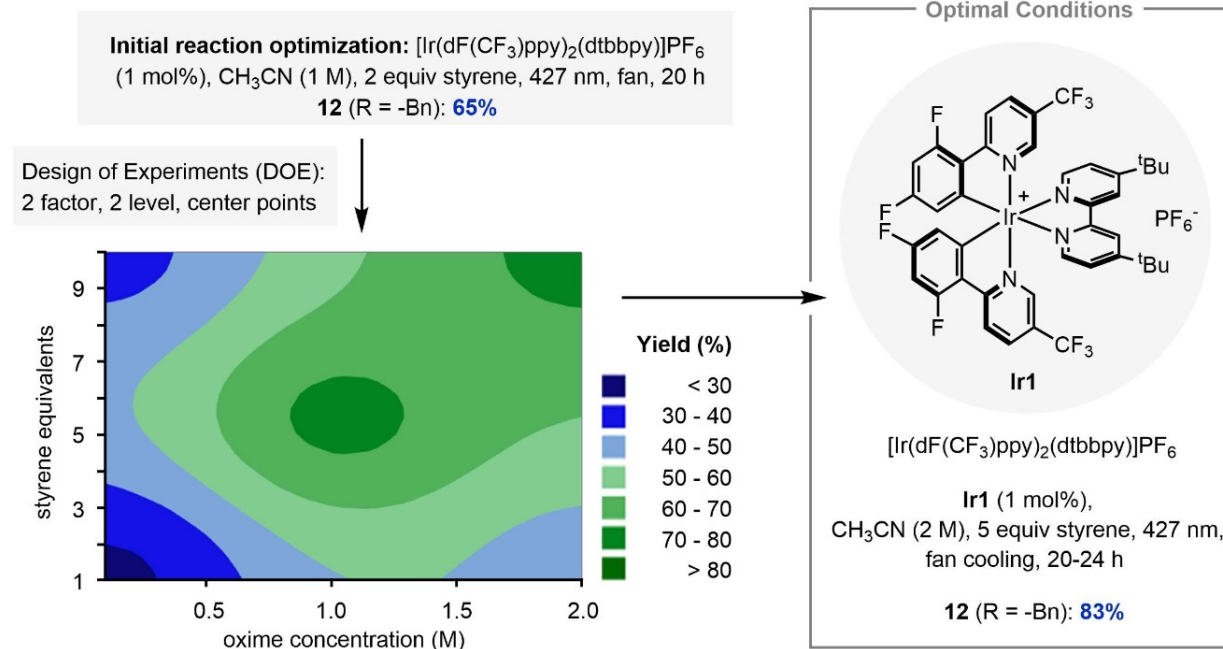 Initial reaction optimization: [Ir(dF(CF₃)ppy)₂(dtbbpy)]PF₆
(1 mol%), CH₃CN (1 M), 2 equiv styrene, 427 nm, fan, 20 h
12 (R = -Bn): 65%
Design of Experiments (DOE):
2 factor, 2 level, center points
styrene equivalents
9
7
5
3
1
0.5
1.0
1.5
2.0
oxime concentration (M)
Yield (%)
< 30
30 - 40
40 - 50
50 - 60
60 - 70
70 - 80
> 80
Optimal Conditions
CF₃
F
N
ᵗBu
F
Ir
+
N
PF₆⁻
F
N
N
ᵗBu
F
CF₃
Ir1
[Ir(dF(CF₃)ppy)₂(dtbbpy)]PF₆
Ir1 (1 mol%),
CH₃CN (2 M), 5 equiv styrene, 427 nm,
fan cooling, 20-24 h
12 (R = -Bn): 83%